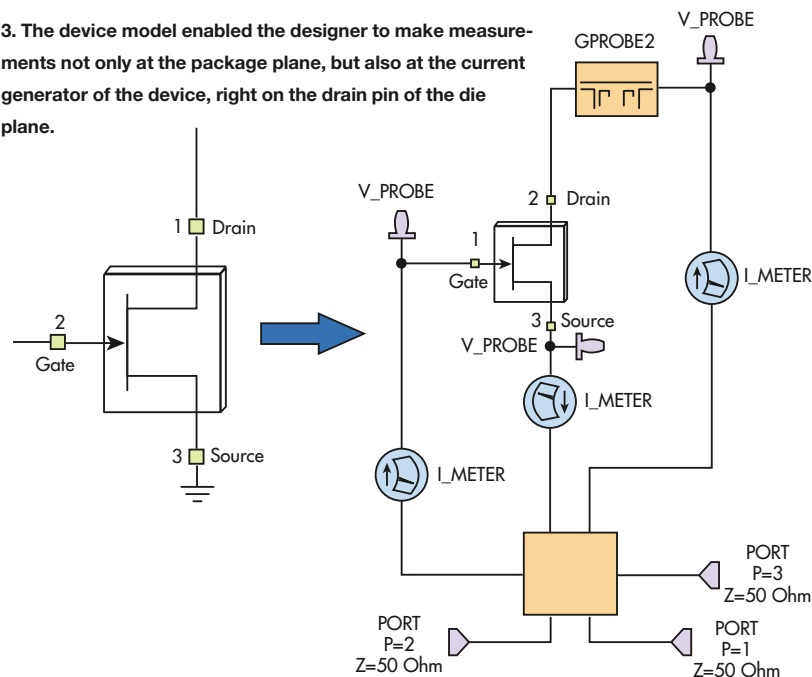 3. The device model enabled the designer to make measure-
ments not only at the package plane, but also at the current
generator of the device, right on the drain pin of the die
plane.
V_PROBE
GPROBE2
V_PROBE
1
Drain
2
Gate
3
Source
2
Drain
1
Gate
3
Source
V_PROBE
I_METER
I_METER
I_METER
PORT
P=3
Z=50 Ohm
PORT
P=2
Z=50 Ohm
PORT
P=1
Z=50 Ohm